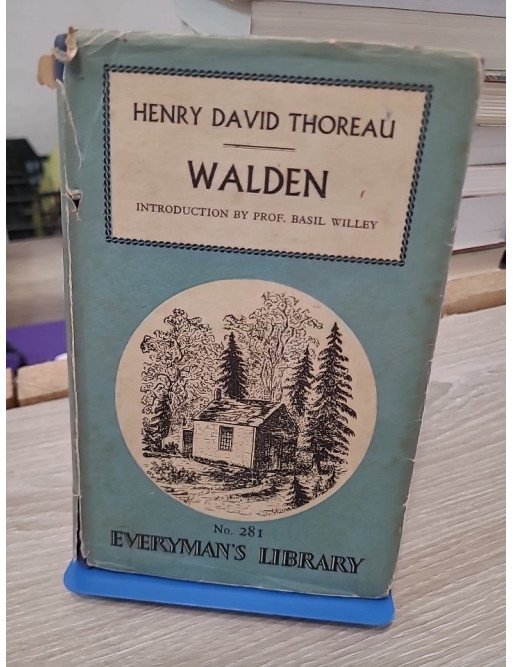 HENRY DAVID THOREAU
WALDEN
INTRODUCTION BY PROF. BASIL WILLEY
No. 281
EVERYMAN'S LIBRARY